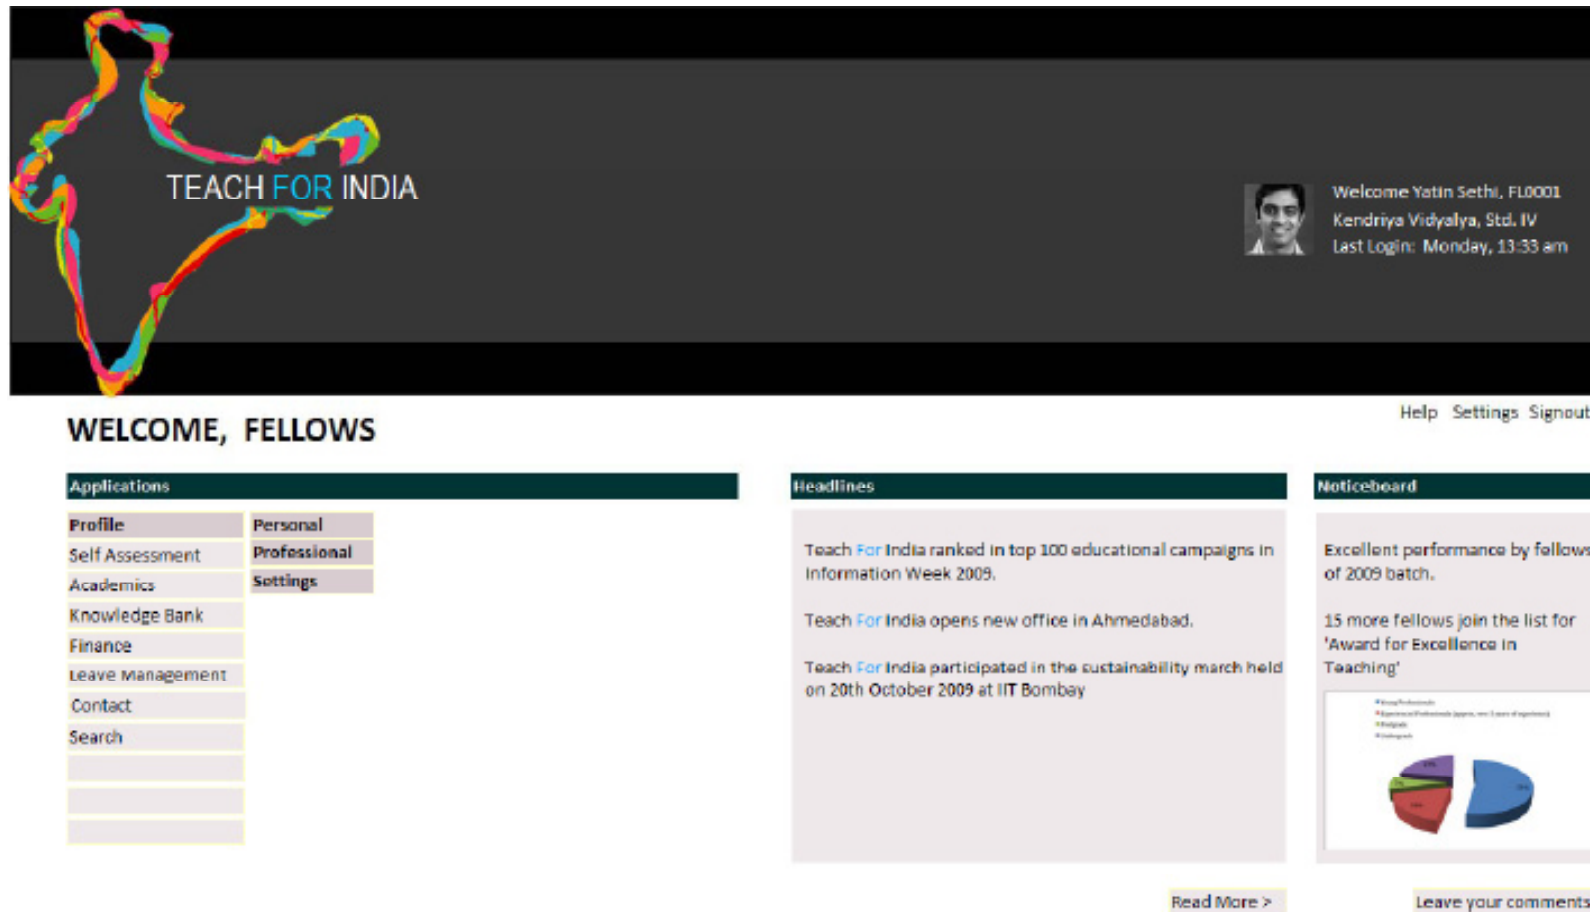 TEACH FOR INDIA
Welcome Yatin Sethi, FL0001
Kendriya Vidyalya, Std. IV
Last Login: Monday, 13:33 am
Help Settings Signout
WELCOME, FELLOWS
Applications
Profile
Self Assessment
Academics
Knowledge Bank
Finance
Leave Management
Contact
Search
Personal
Professional
Settings
Headlines
Teach For India ranked in top 100 educational campaigns in
Information Week 2009.
Teach For India opens new office in Ahmedabad.
Teach For India participated in the sustainability march held
on 20th October 2009 at IIT Bombay
Read More >
Noticeboard
Excellent performance by fellows
of 2009 batch.
15 more fellows join the list for
'Award for Excellence in
Teaching'
Leave your comments